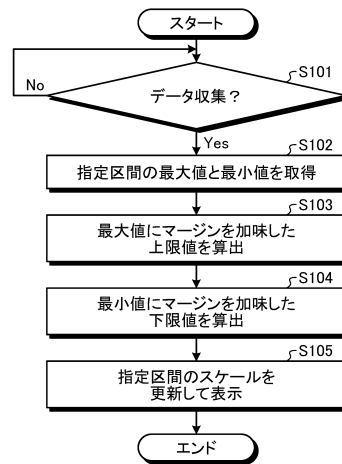 スタート
S101
データ収集？
No
Yes
S102
指定区間の最大値と最小値を取得
S103
最大値にマージンを加味した
上限値を算出
S104
最小値にマージンを加味した
下限値を算出
S105
指定区間のスケールを
更新して表示
エンド